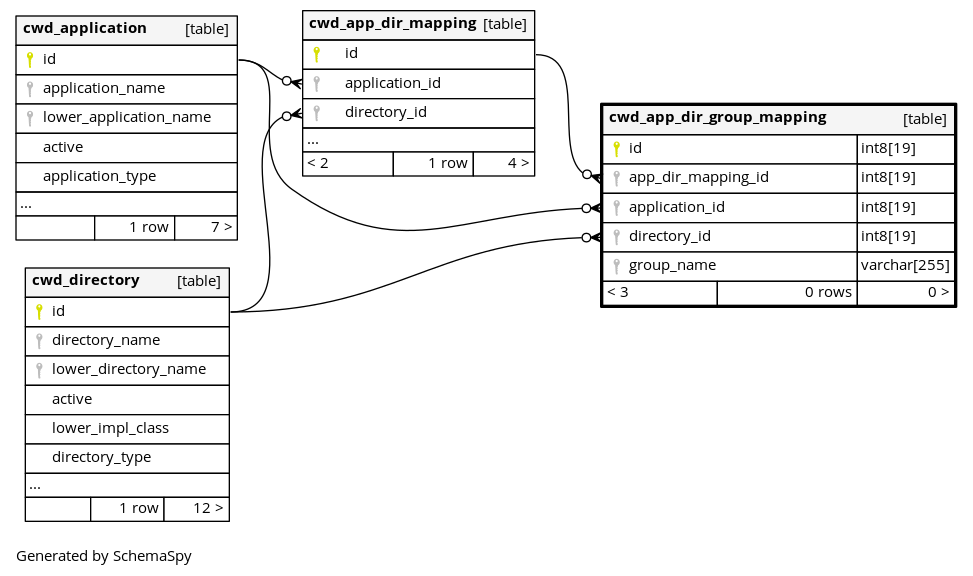 cwd_application [table]
id
application_name
lower_application_name
active
application_type
...
1 row 7 >
cwd_app_dir_mapping [table]
id
application_id
directory_id
...
< 2 1 row 4 >
cwd_app_dir_group_mapping [table]
id int8[19]
app_dir_mapping_id int8[19]
application_id int8[19]
directory_id int8[19]
group_name varchar[255]
< 3 0 rows 0 >
cwd_directory [table]
id
directory_name
lower_directory_name
active
lower_impl_class
directory_type
...
1 row 12 >
Generated by SchemaSpy